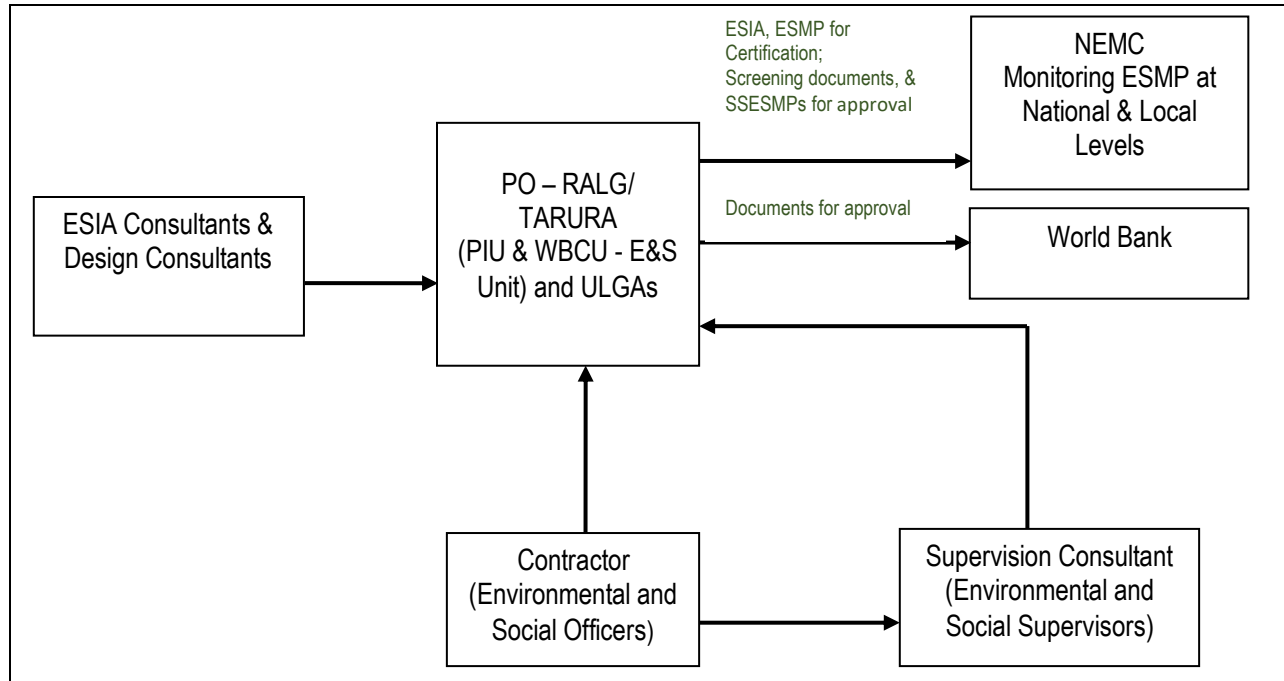 ESIA, ESMP for
Certification;
Screening documents, &
SSESMPs for approval
NEMC
Monitoring ESMP at
National & Local
Levels
PO – RALG/
TARURA
(PIU & WBCU - E&S
Unit) and ULGAs
ESIA Consultants &
Design Consultants
Documents for approval
World Bank
Contractor
(Environmental and
Social Officers)
Supervision Consultant
(Environmental and
Social Supervisors)